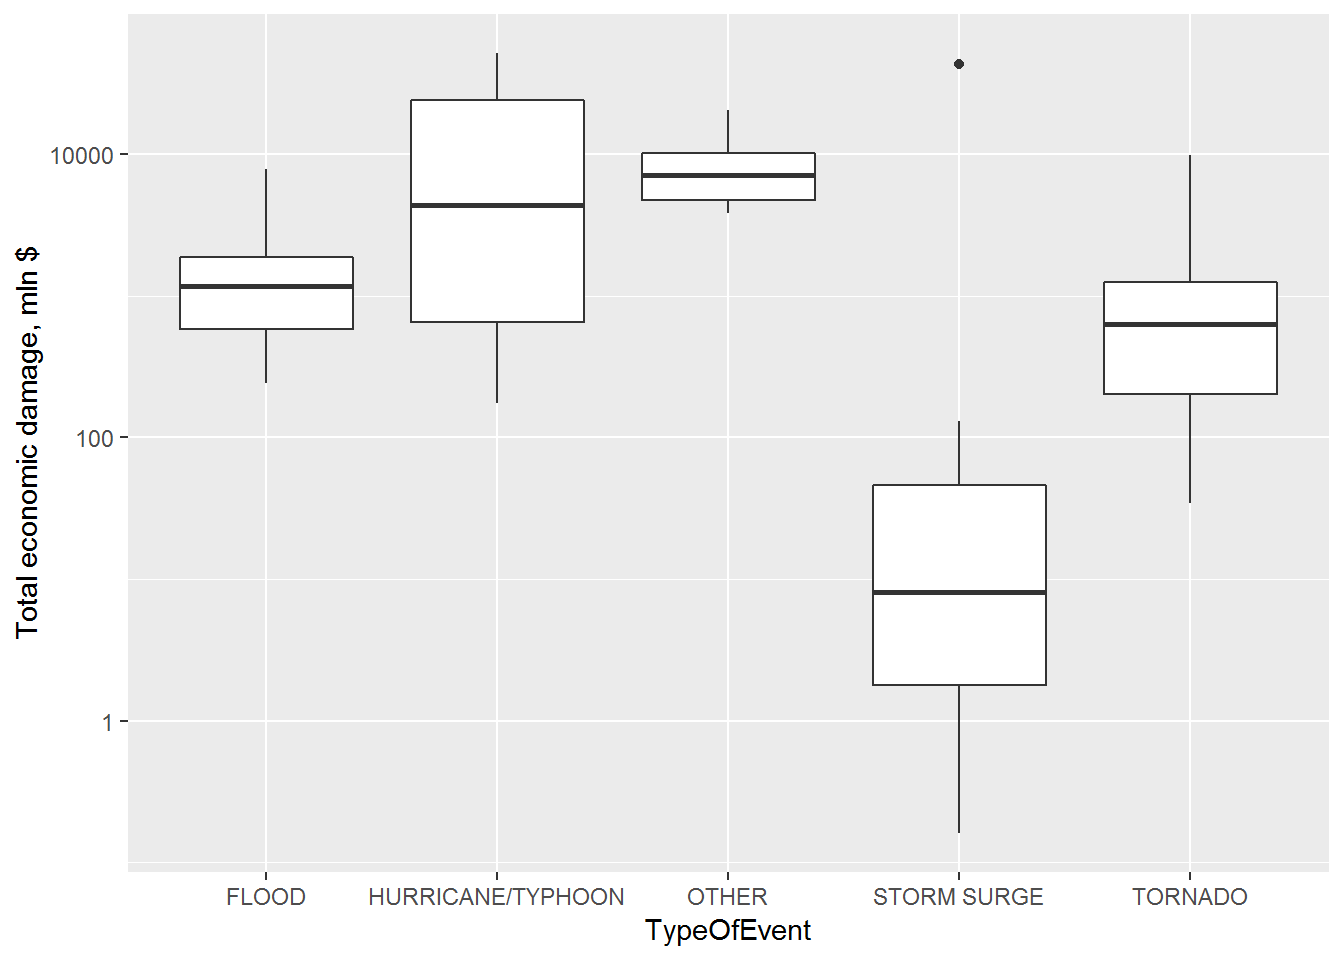 Total economic damage, mln $
10000
100
1
FLOOD
HURRICANE/TYPHOON
OTHER
STORM SURGE
TORNADO
TypeOfEvent